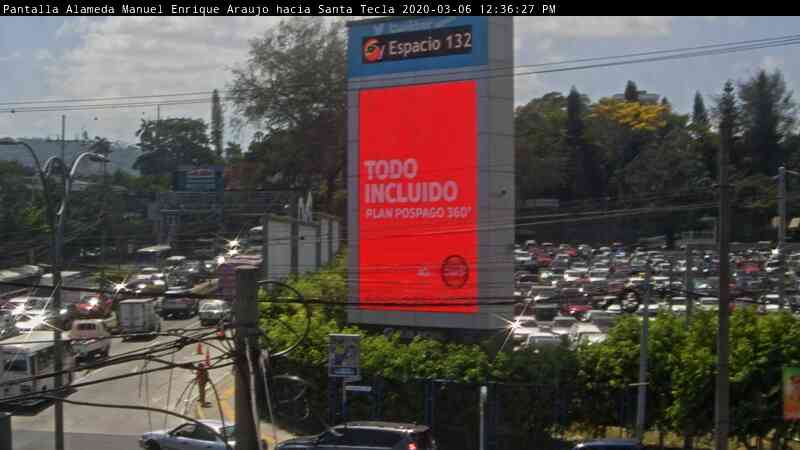 Pantalla Alameda Manuel Enrique Araujo hacia Santa Tecla 2020-03-06 12:36:27 PM
Espacio 132
TODO
INCLUIDO
PLAN POSPAGO 360°
4G